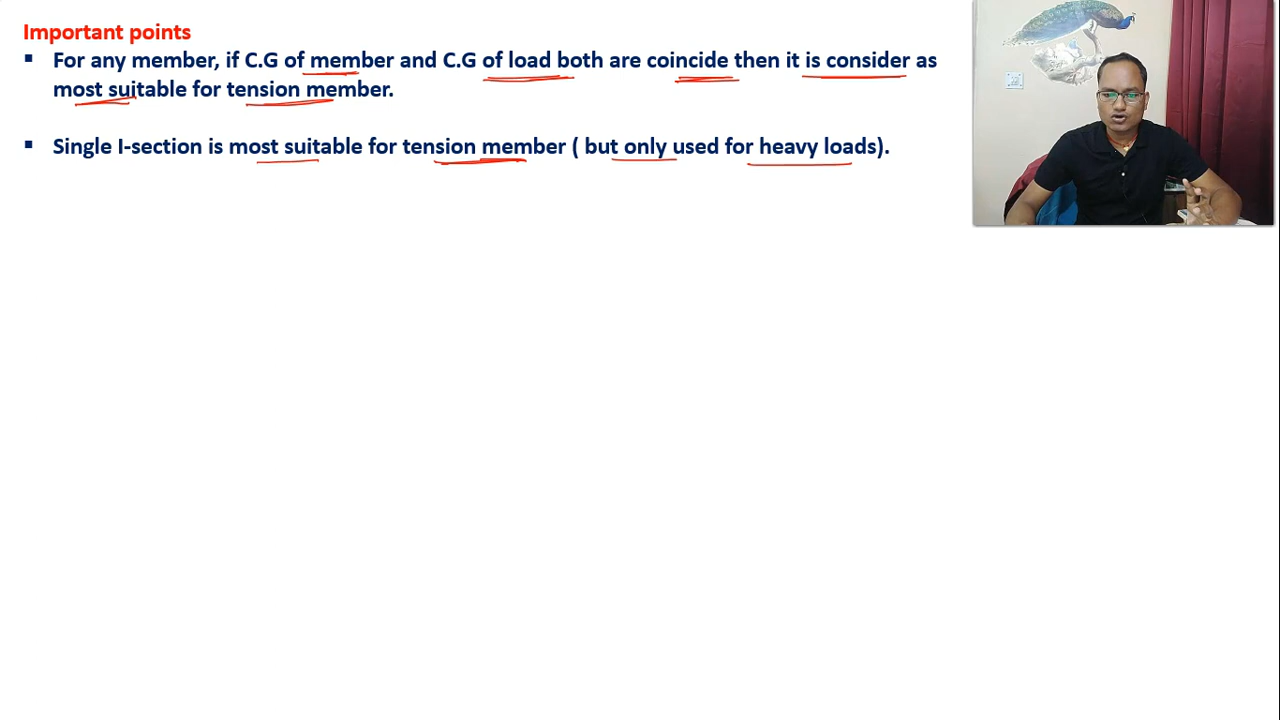 Important points
▪ For any member, if C.G of member and C.G of load both are coincide then it is consider as
most suitable for tension member.
▪ Single I-section is most suitable for tension member ( but only used for heavy loads).